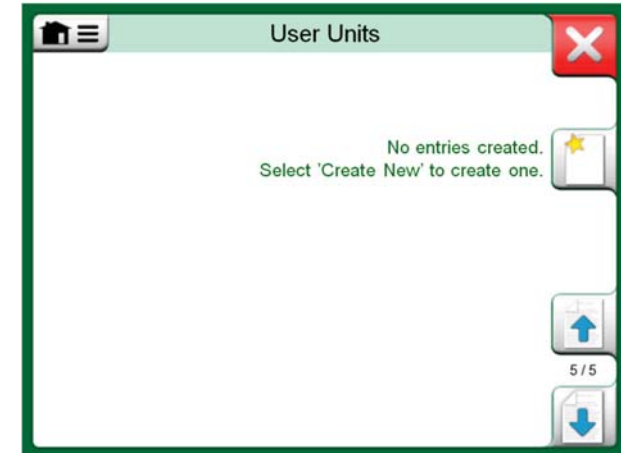 User Units
No entries created.
Select 'Create New' to create one.
5 / 5